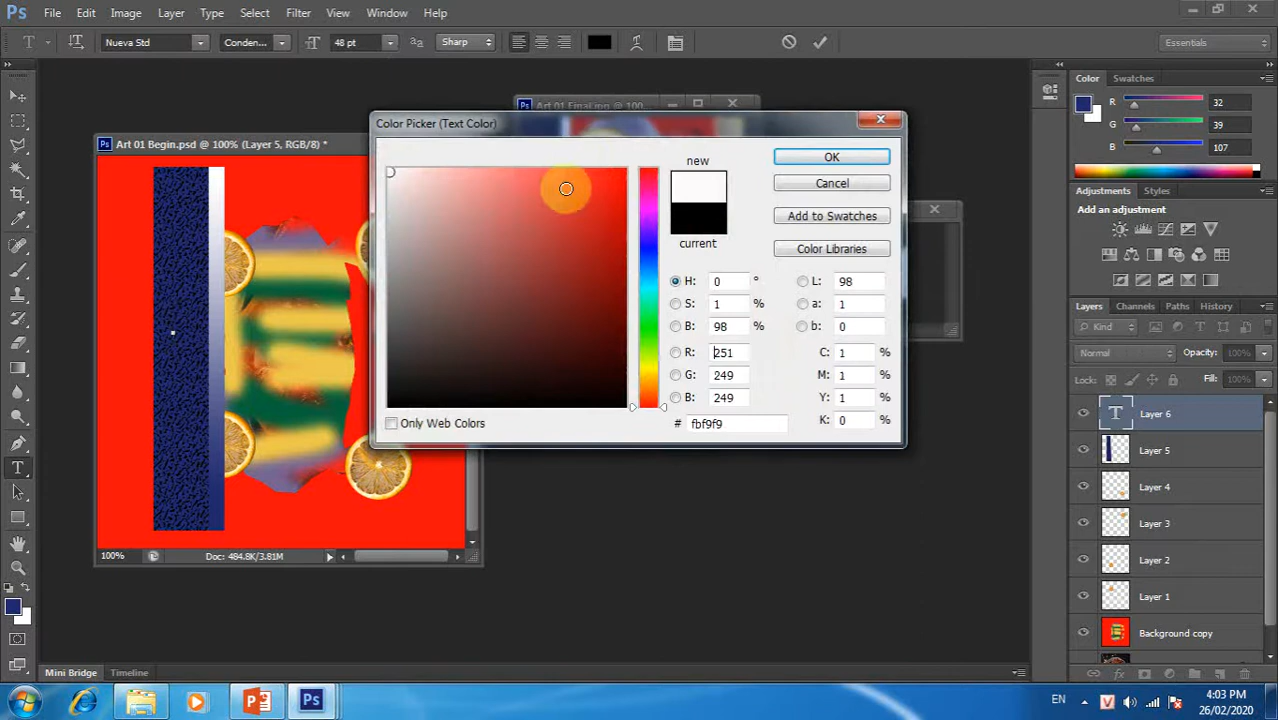 Ps File Edit Image Layer Type Select Filter View Window Help
T Nueva Std Conden... 48 pt Sharp Essentials
Art 01 Final.jpg @ 100...
Art 01 Begin.psd @ 100% (Layer 5, RGB/8) *
Color Picker (Text Color)
new
current
OK
Cancel
Add to Swatches
Color Libraries
H: 0 °
S: 1 %
B: 98 %
R: 251
G: 249
B: 249
# fbf9f9
L: 98
a: 1
b: 0
C: 1 %
M: 1 %
Y: 1 %
K: 0 %
Only Web Colors
100% Doc: 484.8K/3.81M
Color Swatches
R 32
G 39
B 107
Adjustments Styles
Add an adjustment
Layers Channels Paths History
Kind
Normal Opacity: 100%
Lock: Fill: 100%
T Layer 6
Layer 5
Layer 4
Layer 3
Layer 2
Layer 1
Background copy
Mini Bridge Timeline
EN V 4:03 PM
26/02/2020